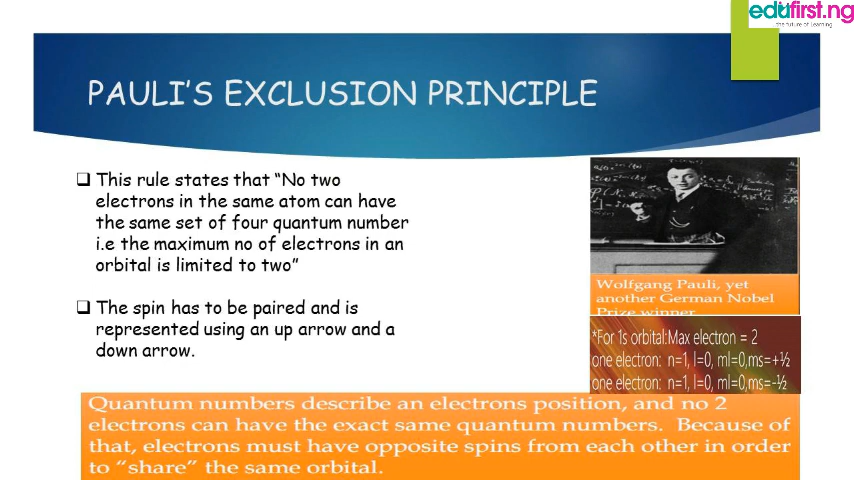 edufirst.ng
the future of learning
PAULI'S EXCLUSION PRINCIPLE
❑ This rule states that “No two
electrons in the same atom can have
the same set of four quantum number
i.e the maximum no of electrons in an
orbital is limited to two”
❑ The spin has to be paired and is
represented using an up arrow and a
down arrow.
Wolfgang Pauli, yet
another German Nobel
Prize winner
*For 1s orbital:Max electron = 2
one electron: n=1, l=0, ml=0,ms=+½
one electron: n=1, l=0, ml=0,ms=-½
Quantum numbers describe an electrons position, and no 2
electrons can have the exact same quantum numbers. Because of
that, electrons must have opposite spins from each other in order
to “share” the same orbital.